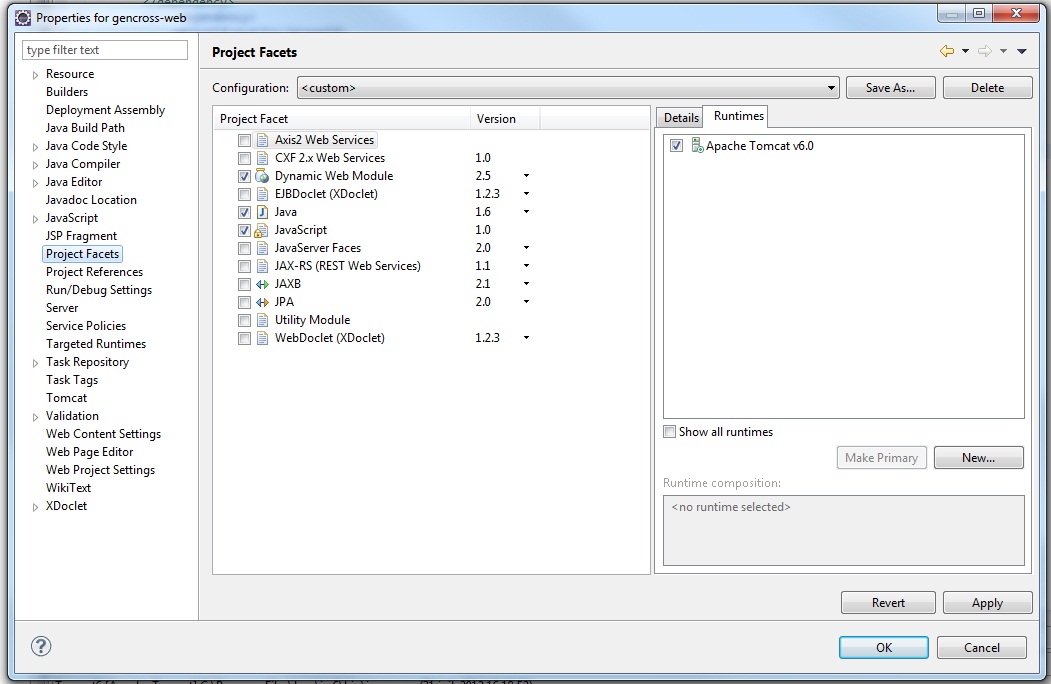 Properties for gencross-web
type filter text
Resource
Builders
Deployment Assembly
Java Build Path
Java Code Style
Java Compiler
Java Editor
Javadoc Location
JavaScript
JSP Fragment
Project Facets
Project References
Run/Debug Settings
Server
Service Policies
Targeted Runtimes
Task Repository
Task Tags
Tomcat
Validation
Web Content Settings
Web Page Editor
Web Project Settings
WikiText
XDoclet
Project Facets
Configuration: <custom> Save As... Delete
Project Facet Version
Axis2 Web Services
CXF 2.x Web Services 1.0
Dynamic Web Module 2.5
EJBDoclet (XDoclet) 1.2.3
Java 1.6
JavaScript 1.0
JavaServer Faces 2.0
JAX-RS (REST Web Services) 1.1
JAXB 2.1
JPA 2.0
Utility Module
WebDoclet (XDoclet) 1.2.3
Details Runtimes
Apache Tomcat v6.0
Show all runtimes
Make Primary New...
Runtime composition:
<no runtime selected>
Revert Apply
OK Cancel